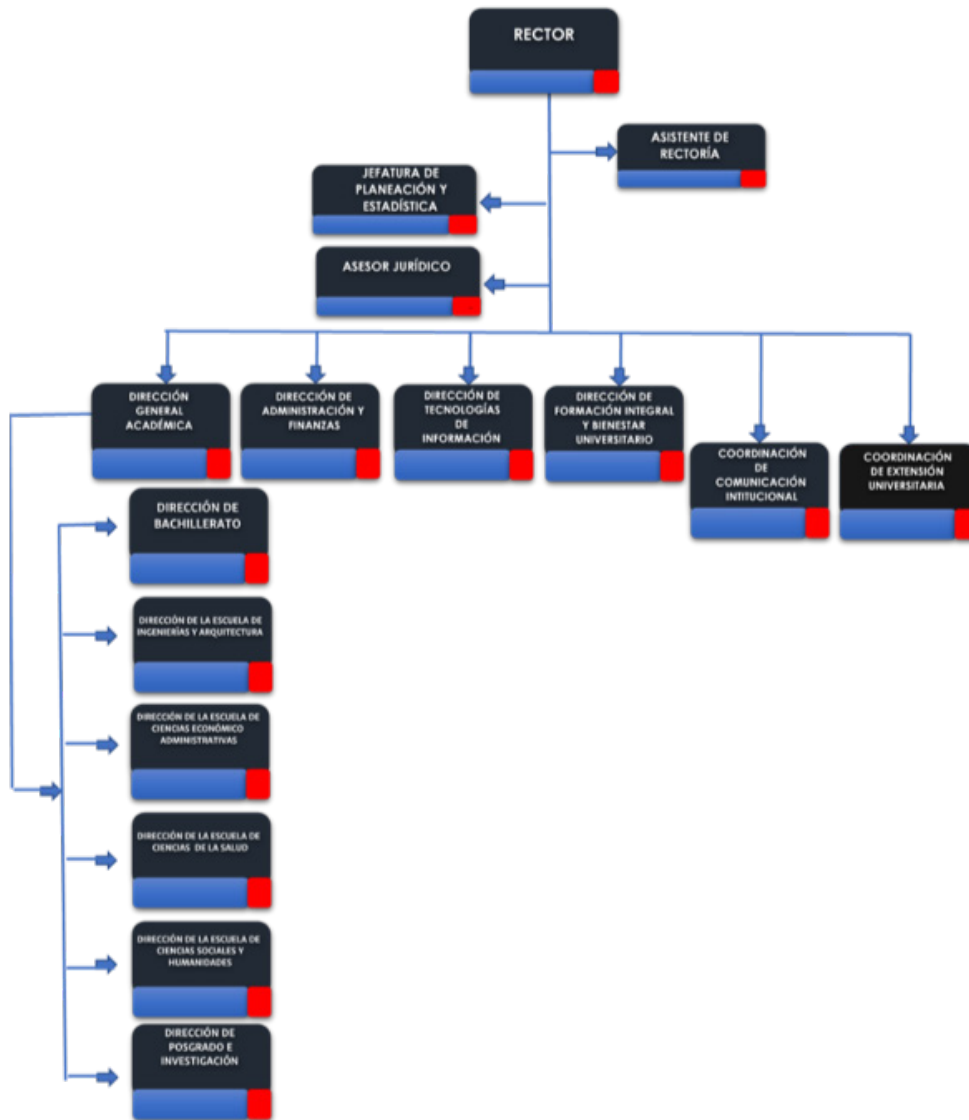 RECTOR
ASISTENTE DE
RECTORÍA
JEFATURA DE
PLANEACIÓN Y
ESTADÍSTICA
ASESOR JURÍDICO
DIRECCIÓN
GENERAL
ACADÉMICA
DIRECCIÓN DE
ADMINISTRACIÓN Y
FINANZAS
DIRECCIÓN DE
TECNOLOGÍAS
DE
INFORMACIÓN
DIRECCIÓN DE
FORMACIÓN INTEGRAL
Y BIENESTAR
UNIVERSITARIO
COORDINACIÓN
DE
COMUNICACIÓN
INTITUCIONAL
COORDINACIÓN
DE EXTENSIÓN
UNIVERSITARIA
DIRECCIÓN DE
BACHILLERATO
DIRECCIÓN DE LA ESCUELA DE
INGENIERÍAS Y ARQUITECTURA
DIRECCIÓN DE LA ESCUELA DE
CIENCIAS ECONÓMICO
ADMINISTRATIVAS
DIRECCIÓN DE LA ESCUELA DE
CIENCIAS DE LA SALUD
DIRECCIÓN DE LA ESCUELA DE
CIENCIAS SOCIALES Y
HUMANIDADES
DIRECCIÓN DE
POSGRADO E
INVESTIGACIÓN